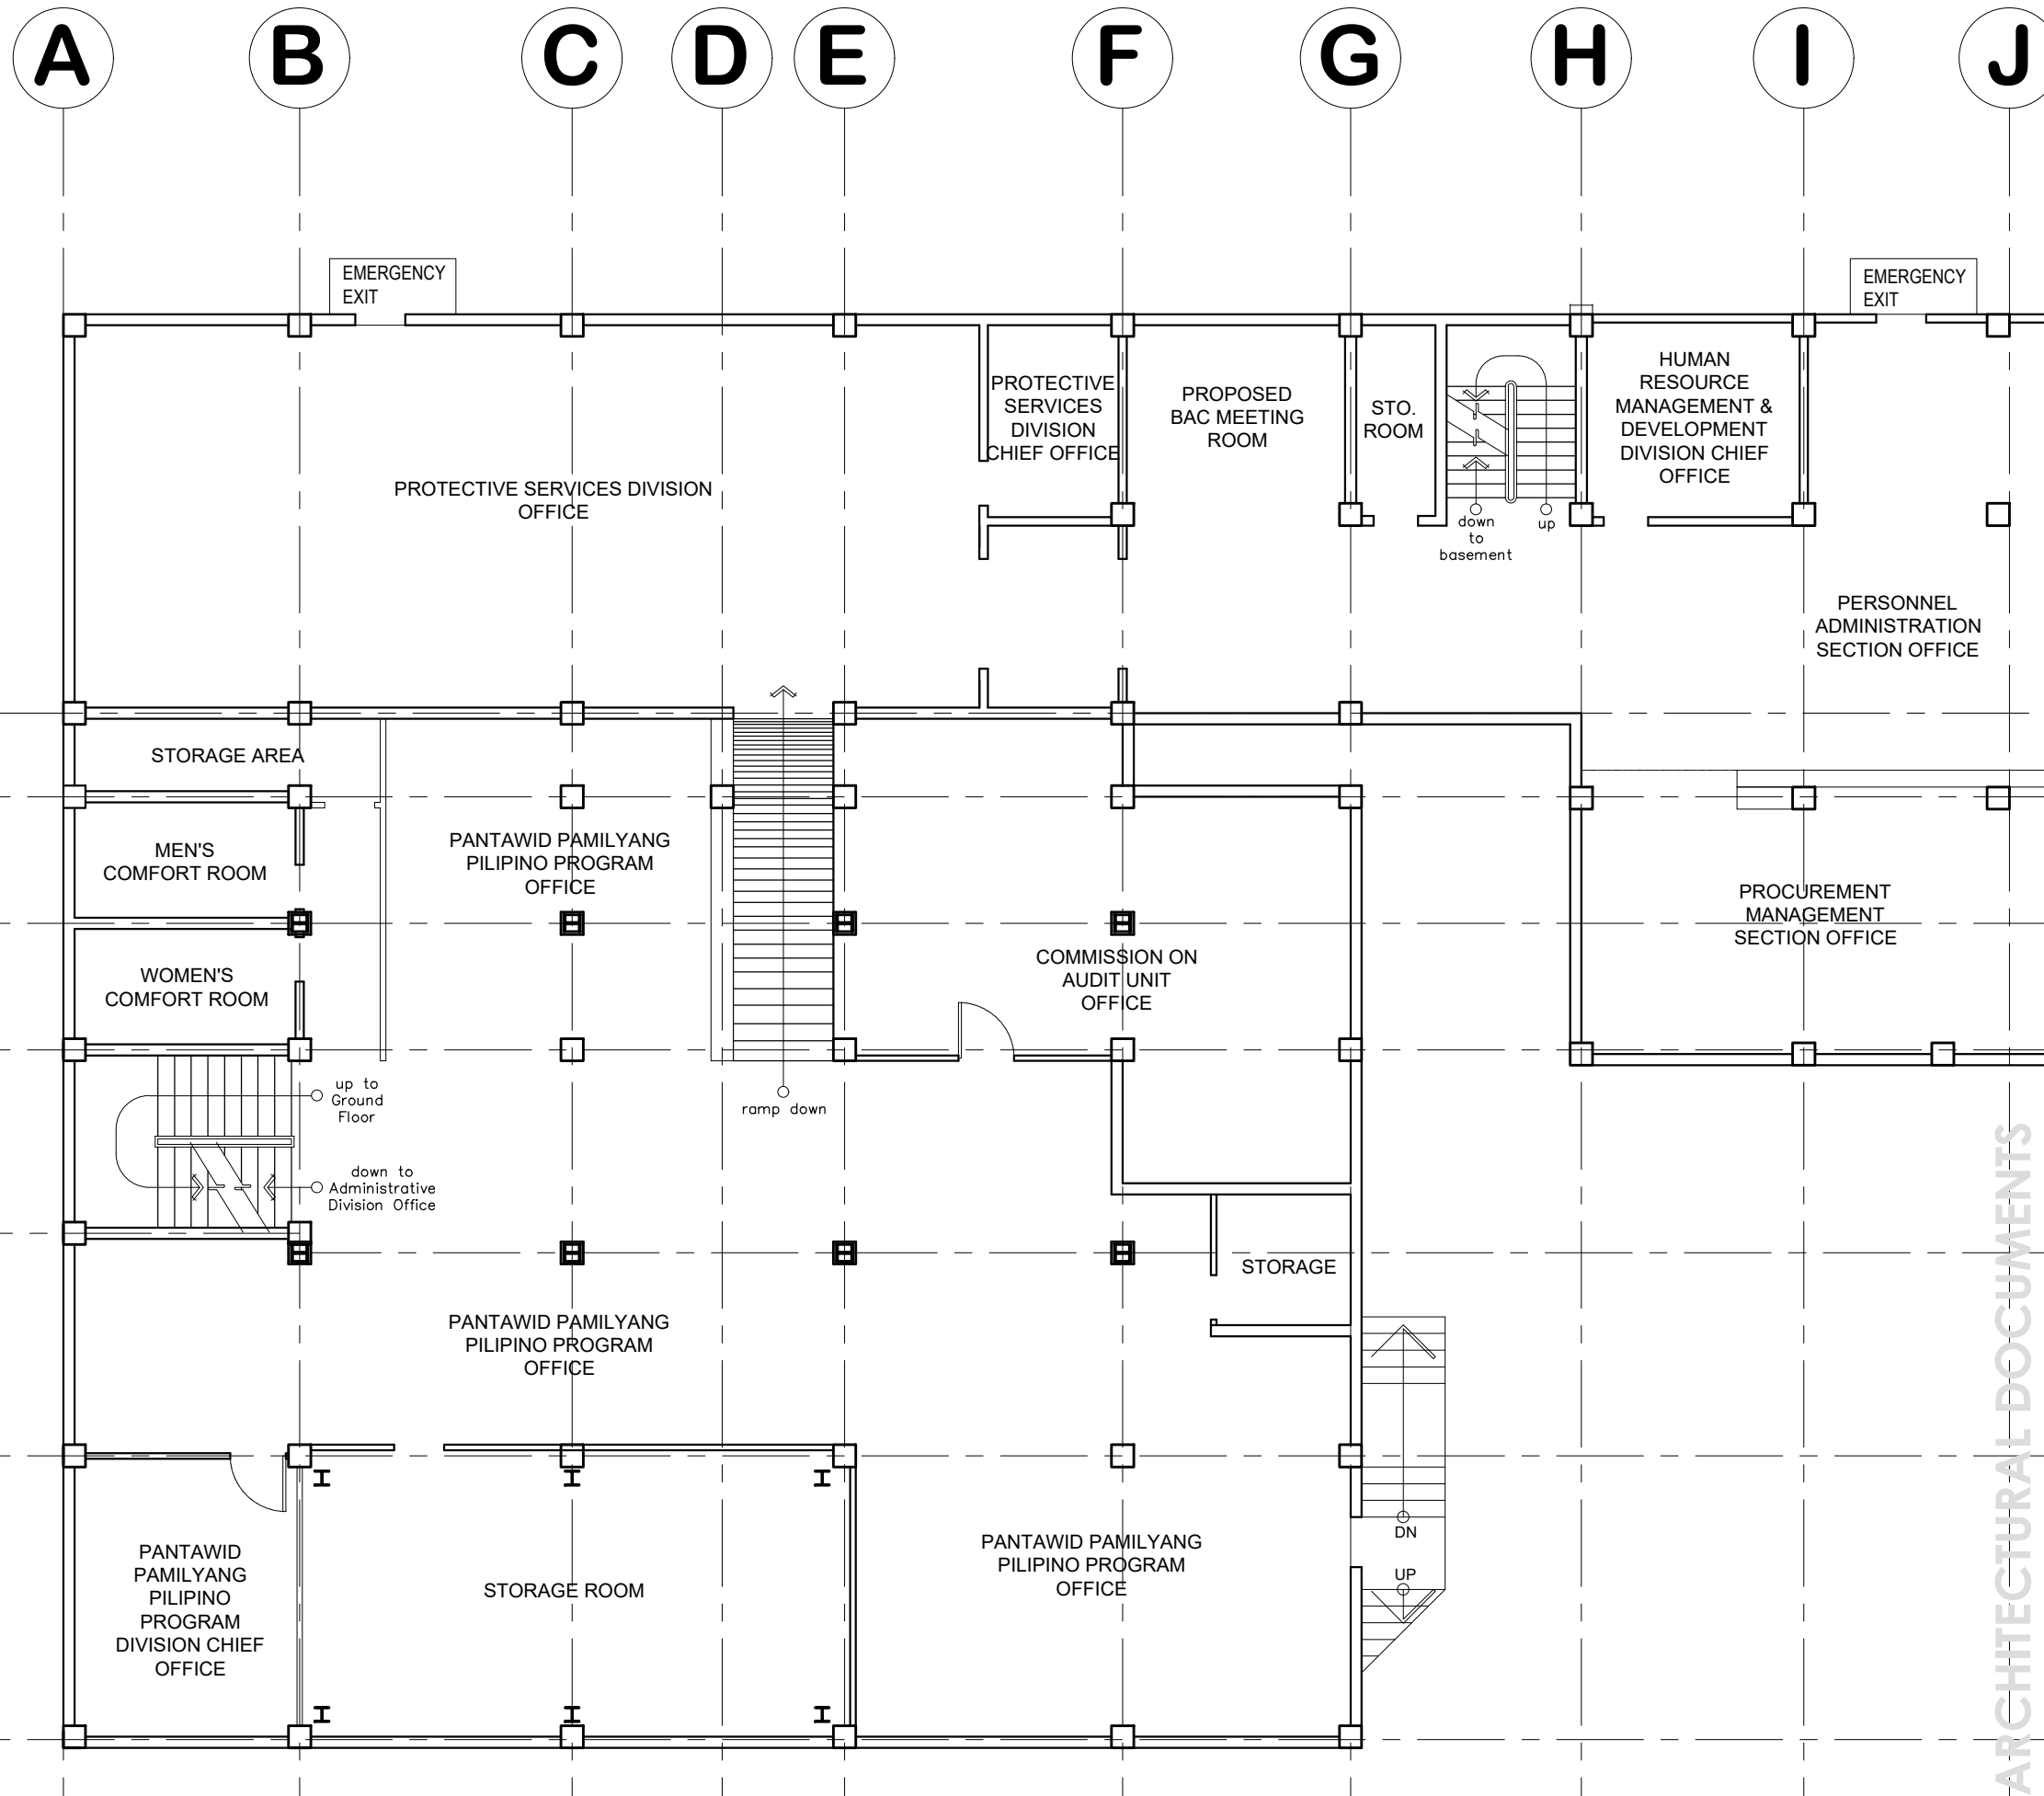 A B C D E F G H I J
EMERGENCY
EXIT
EMERGENCY
EXIT
PROTECTIVE SERVICES DIVISION
OFFICE
PROTECTIVE
SERVICES
DIVISION
CHIEF OFFICE
PROPOSED
BAC MEETING
ROOM
STO.
ROOM
down
to
basement
up
HUMAN
RESOURCE
MANAGEMENT &
DEVELOPMENT
DIVISION CHIEF
OFFICE
PERSONNEL
ADMINISTRATION
SECTION OFFICE
STORAGE AREA
MEN'S
COMFORT ROOM
WOMEN'S
COMFORT ROOM
PANTAWID PAMILYANG
PILIPINO PROGRAM
OFFICE
COMMISSION ON
AUDIT UNIT
OFFICE
PROCUREMENT
MANAGEMENT
SECTION OFFICE
up to
Ground
Floor
down to
Administrative
Division Office
ramp down
STORAGE
PANTAWID PAMILYANG
PILIPINO PROGRAM
OFFICE
DN
UP
PANTAWID
PAMILYANG
PILIPINO
PROGRAM
DIVISION CHIEF
OFFICE
STORAGE ROOM
PANTAWID PAMILYANG
PILIPINO PROGRAM
OFFICE
ARCHITECTURAL DOCUMENTS